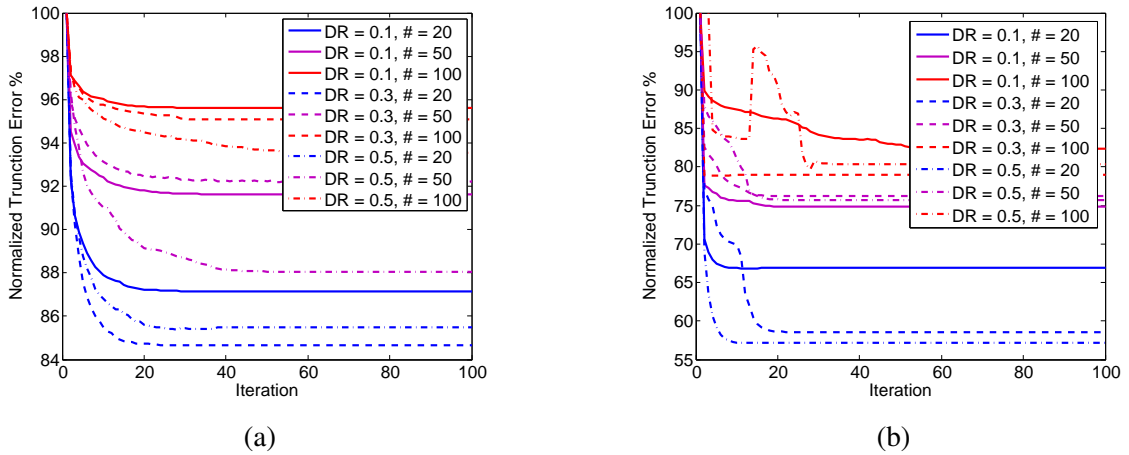 100
98
96
94
92
90
88
86
84
0
20
40
60
80
100
Normalized Trunction Error %
Iteration
DR = 0.1, # = 20
DR = 0.1, # = 50
DR = 0.1, # = 100
DR = 0.3, # = 20
DR = 0.3, # = 50
DR = 0.3, # = 100
DR = 0.5, # = 20
DR = 0.5, # = 50
DR = 0.5, # = 100
(a)
100
95
90
85
80
75
70
65
60
55
0
20
40
60
80
100
Normalized Trunction Error %
Iteration
DR = 0.1, # = 20
DR = 0.1, # = 50
DR = 0.1, # = 100
DR = 0.3, # = 20
DR = 0.3, # = 50
DR = 0.3, # = 100
DR = 0.5, # = 20
DR = 0.5, # = 50
DR = 0.5, # = 100
(b)